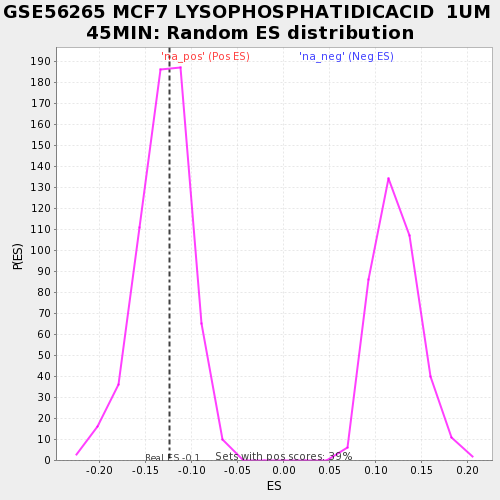 GSE56265 MCF7 LYSOPHOSPHATIDICACID 1UM
45MIN: Random ES distribution
'na_pos' (Pos ES)
'na_neg' (Neg ES)
190
180
170
160
150
140
130
120
110
100
90
80
70
60
50
40
30
20
10
0
P(ES)
Real ES -0.1
Sets with pos scores: 39%
-0.20 -0.15 -0.10 -0.05 0.00 0.05 0.10 0.15 0.20
ES